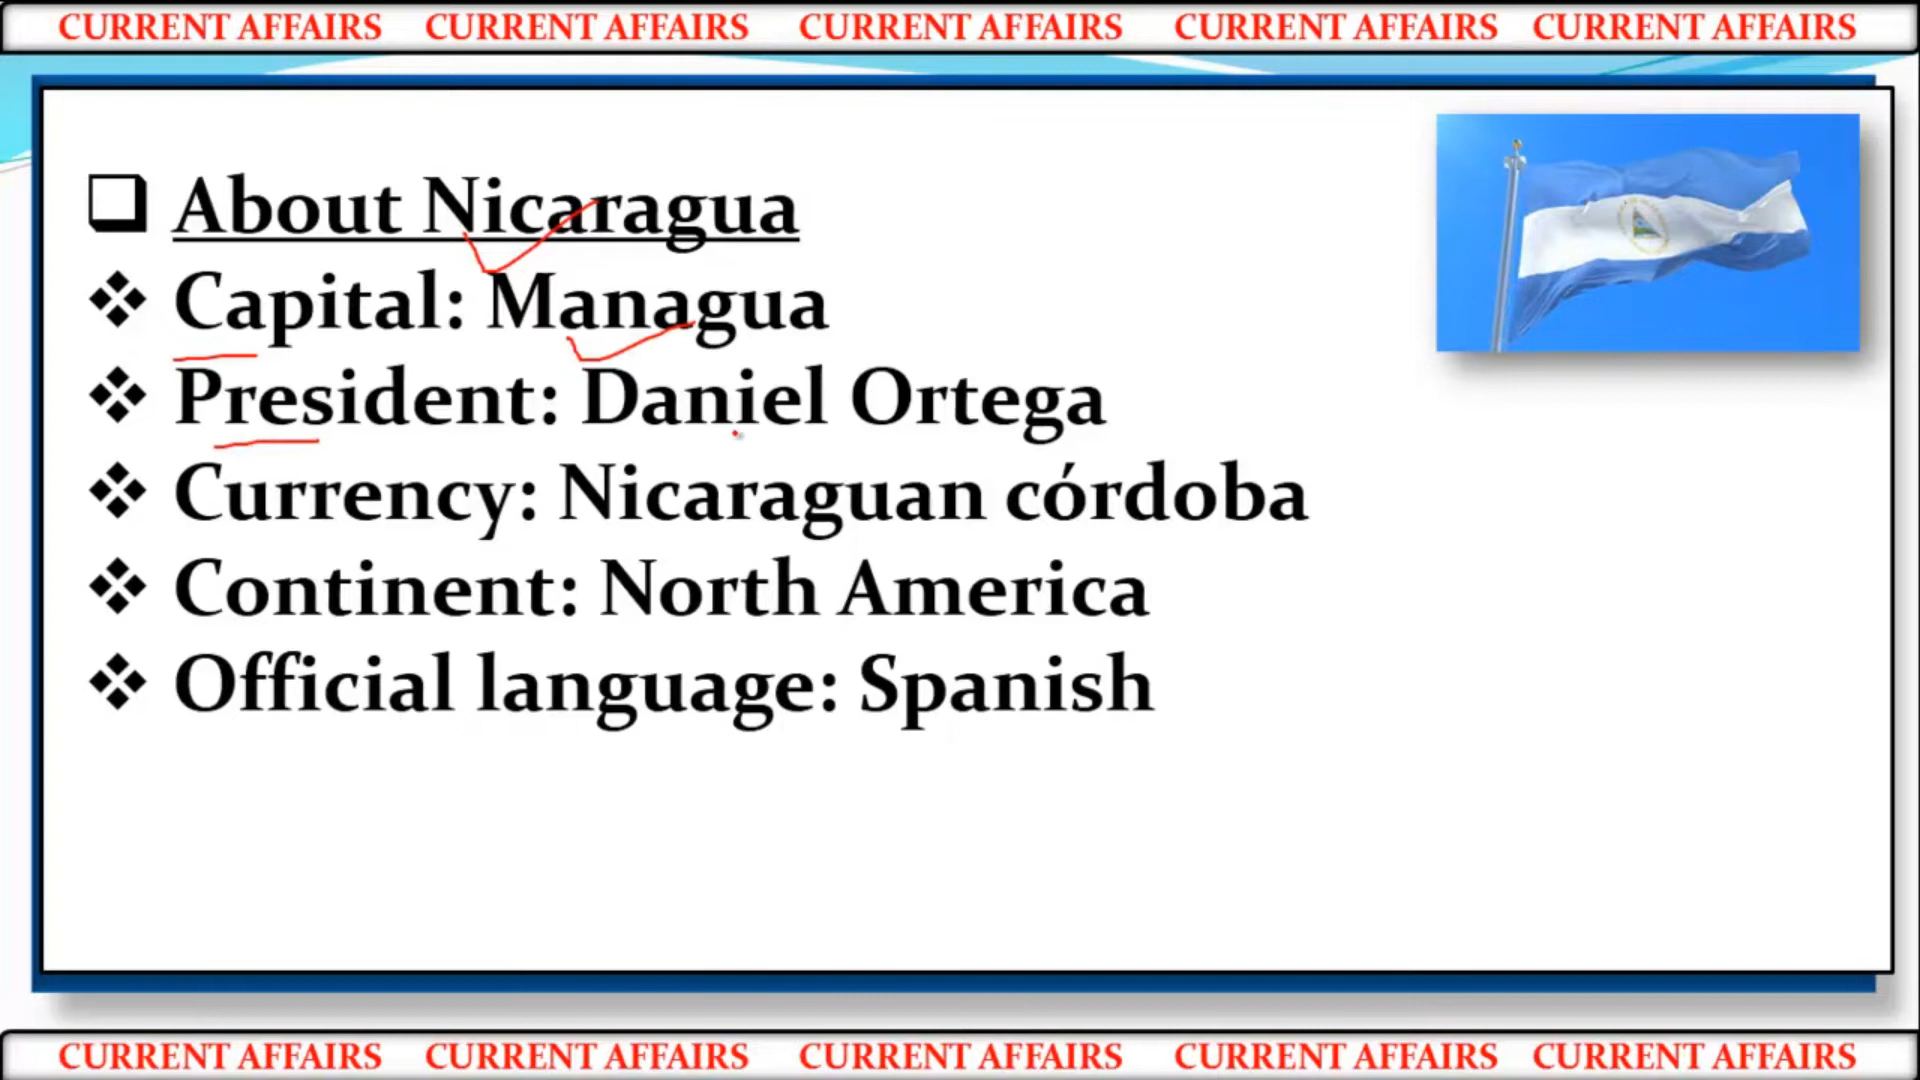 CURRENT AFFAIRS CURRENT AFFAIRS CURRENT AFFAIRS CURRENT AFFAIRS CURRENT AFFAIRS
About Nicaragua
Capital: Managua
President: Daniel Ortega
Currency: Nicaraguan córdoba
Continent: North America
Official language: Spanish
CURRENT AFFAIRS CURRENT AFFAIRS CURRENT AFFAIRS CURRENT AFFAIRS CURRENT AFFAIRS